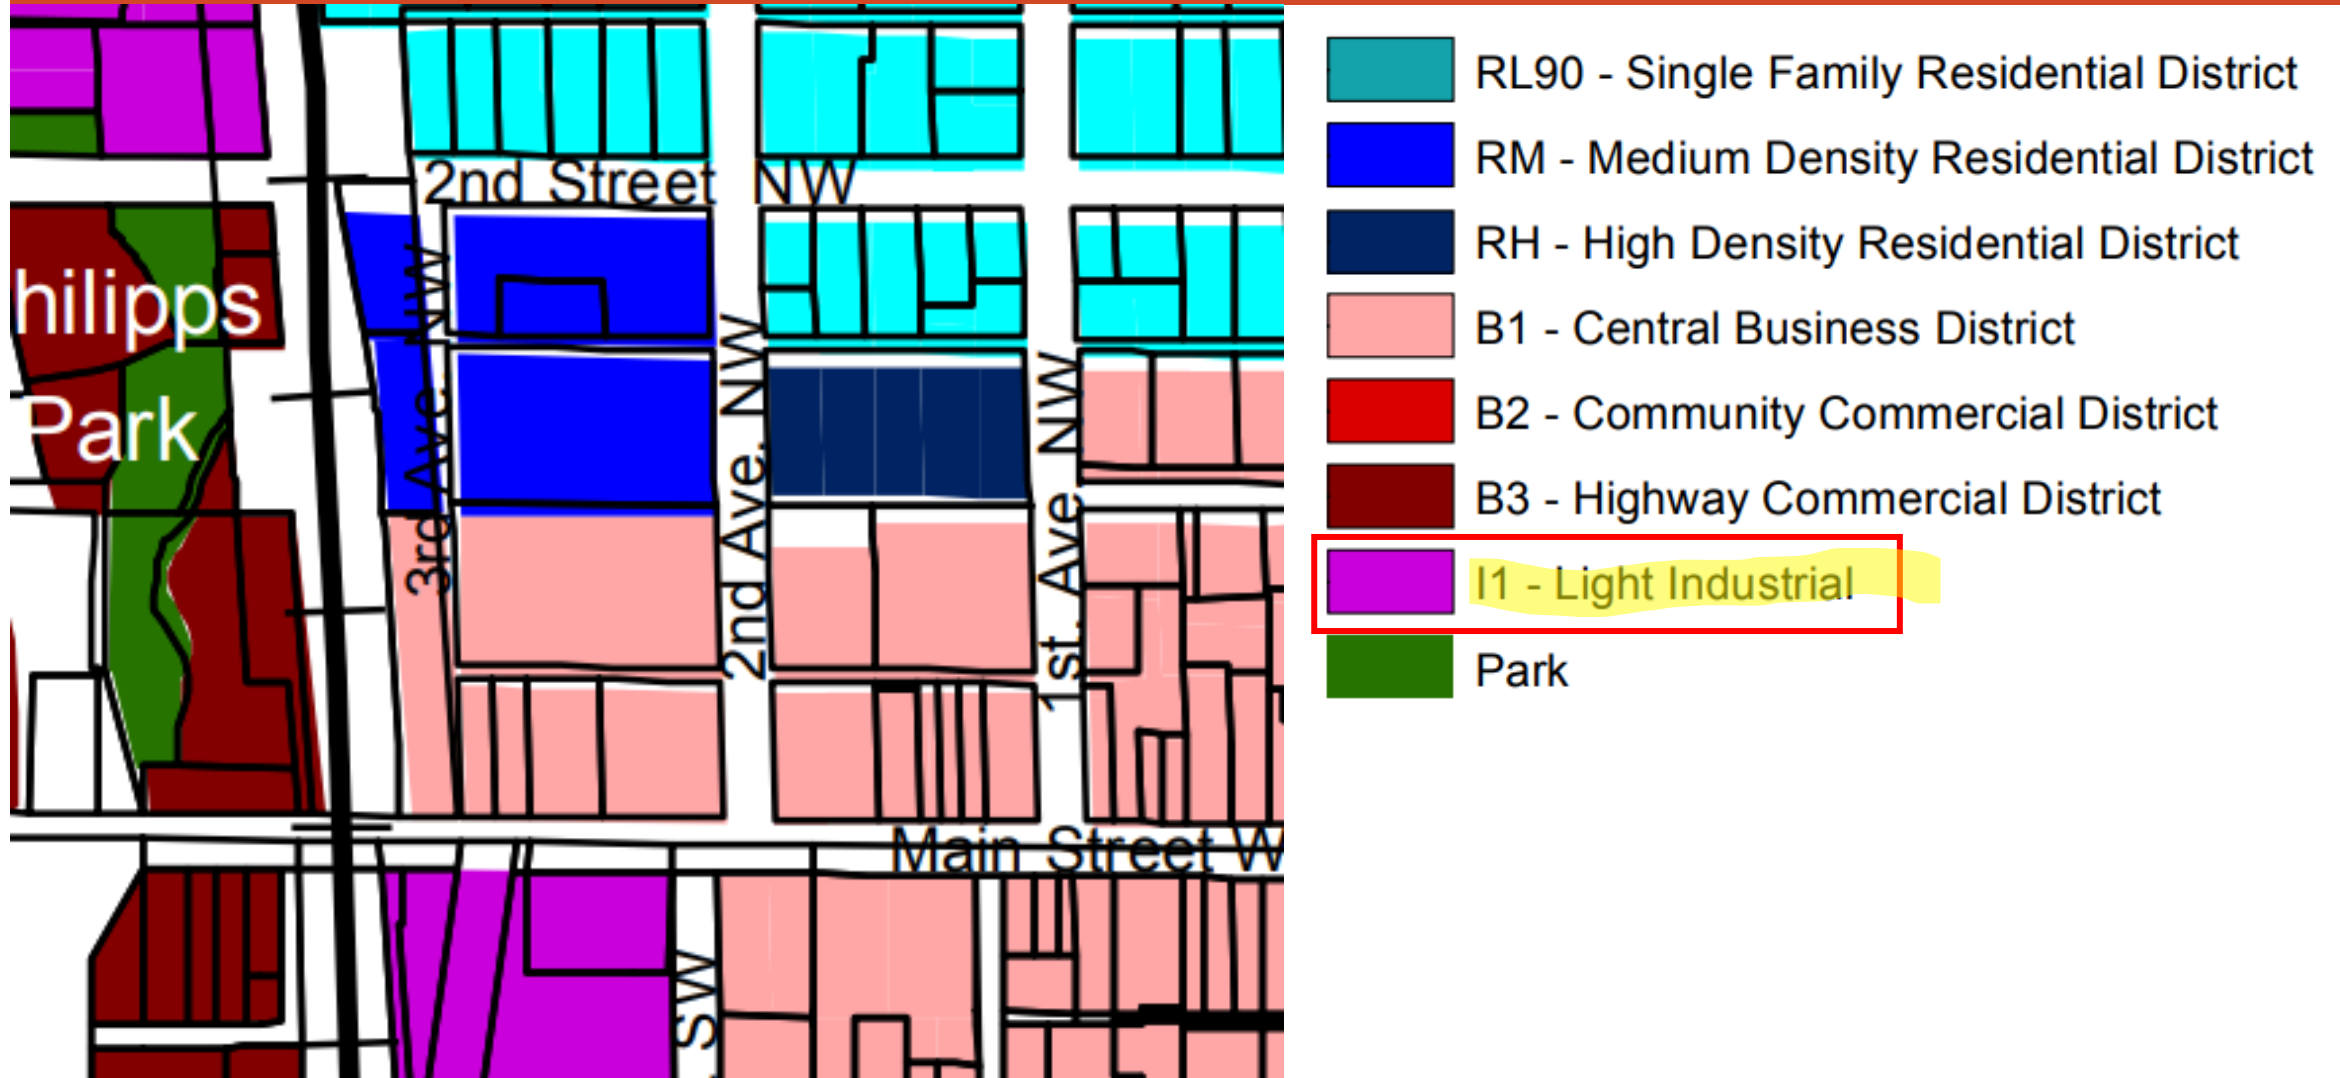 2nd Street NW
hilipps
Park
3rd Ave. NW
2nd Ave. NW
1st. Ave. NW
Main Street W
SW
RL90 - Single Family Residential District
RM - Medium Density Residential District
RH - High Density Residential District
B1 - Central Business District
B2 - Community Commercial District
B3 - Highway Commercial District
I1 - Light Industrial
Park